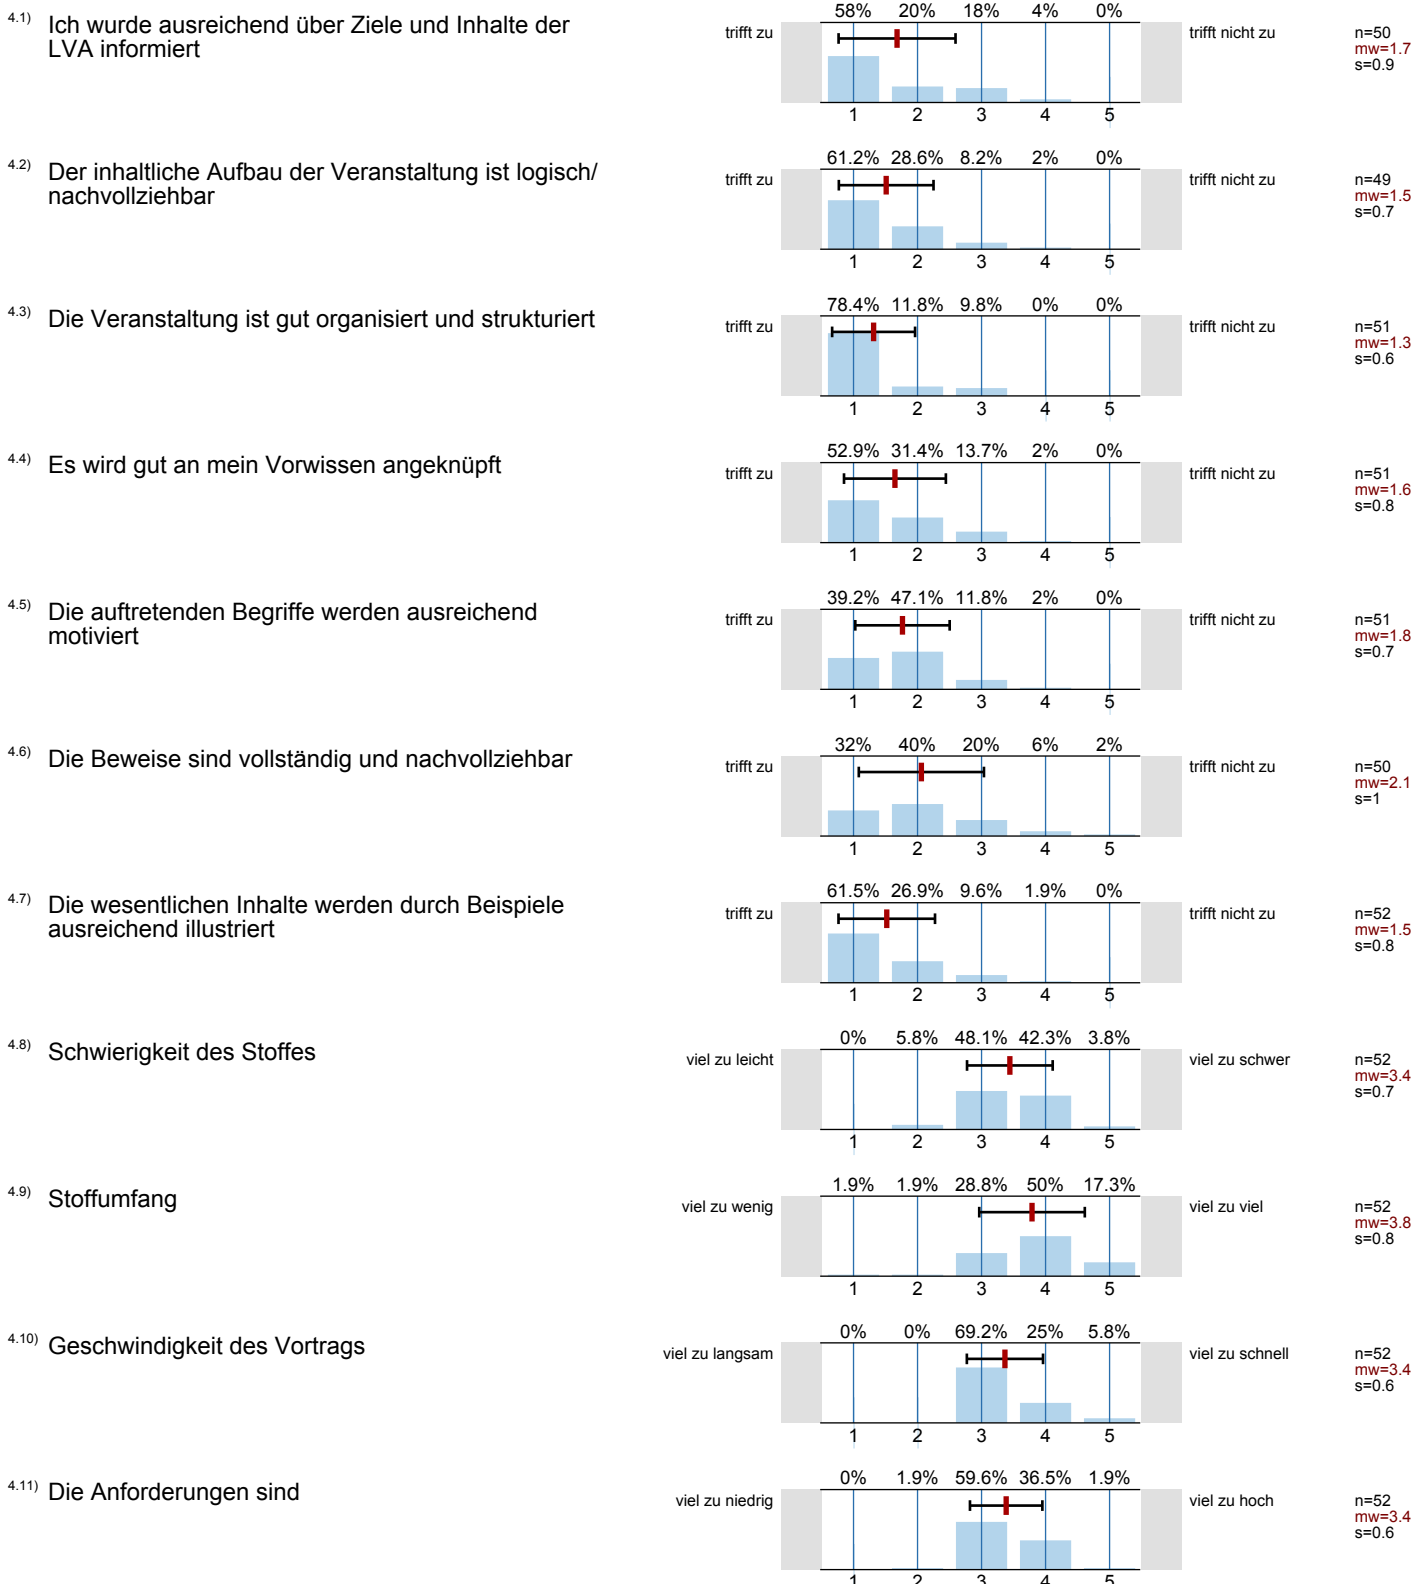 4.1) Ich wurde ausreichend über Ziele und Inhalte der
LVA informiert
58% 20% 18% 4% 0%
trifft zu
trifft nicht zu
n=50
mw=1.7
s=0.9
1 2 3 4 5
4.2) Der inhaltliche Aufbau der Veranstaltung ist logisch/
nachvollziehbar
61.2% 28.6% 8.2% 2% 0%
trifft zu
trifft nicht zu
n=49
mw=1.5
s=0.7
1 2 3 4 5
4.3) Die Veranstaltung ist gut organisiert und strukturiert
78.4% 11.8% 9.8% 0% 0%
trifft zu
trifft nicht zu
n=51
mw=1.3
s=0.6
1 2 3 4 5
4.4) Es wird gut an mein Vorwissen angeknüpft
52.9% 31.4% 13.7% 2% 0%
trifft zu
trifft nicht zu
n=51
mw=1.6
s=0.8
1 2 3 4 5
4.5) Die auftretenden Begriffe werden ausreichend
motiviert
39.2% 47.1% 11.8% 2% 0%
trifft zu
trifft nicht zu
n=51
mw=1.8
s=0.7
1 2 3 4 5
4.6) Die Beweise sind vollständig und nachvollziehbar
32% 40% 20% 6% 2%
trifft zu
trifft nicht zu
n=50
mw=2.1
s=1
1 2 3 4 5
4.7) Die wesentlichen Inhalte werden durch Beispiele
ausreichend illustriert
61.5% 26.9% 9.6% 1.9% 0%
trifft zu
trifft nicht zu
n=52
mw=1.5
s=0.8
1 2 3 4 5
4.8) Schwierigkeit des Stoffes
0% 5.8% 48.1% 42.3% 3.8%
viel zu leicht
viel zu schwer
n=52
mw=3.4
s=0.7
1 2 3 4 5
4.9) Stoffumfang
1.9% 1.9% 28.8% 50% 17.3%
viel zu wenig
viel zu viel
n=52
mw=3.8
s=0.8
1 2 3 4 5
4.10) Geschwindigkeit des Vortrags
0% 0% 69.2% 25% 5.8%
viel zu langsam
viel zu schnell
n=52
mw=3.4
s=0.6
1 2 3 4 5
4.11) Die Anforderungen sind
0% 1.9% 59.6% 36.5% 1.9%
viel zu niedrig
viel zu hoch
n=52
mw=3.4
s=0.6
1 2 3 4 5